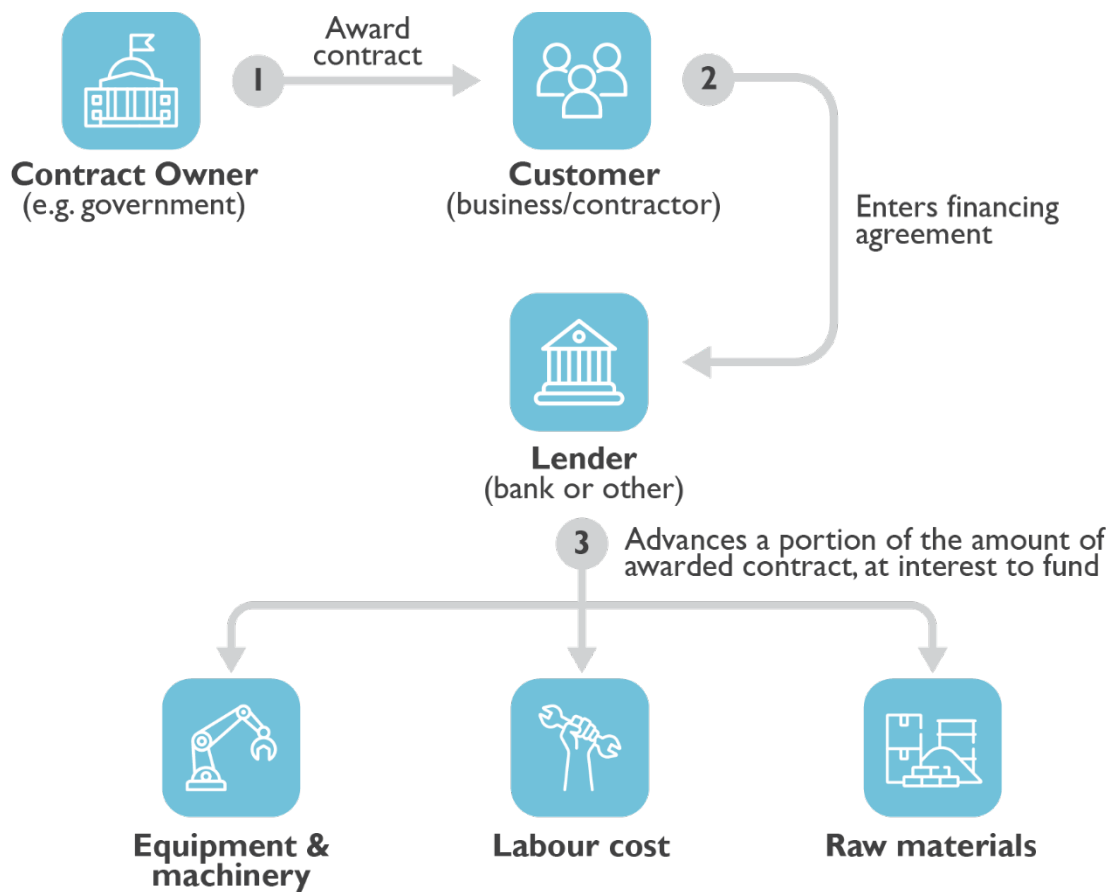 1
Award
contract
2
Contract Owner
(e.g. government)
Customer
(business/contractor)
Enters financing
agreement
Lender
(bank or other)
3
Advances a portion of the amount of
awarded contract, at interest to fund
Equipment &
machinery
Labour cost
Raw materials